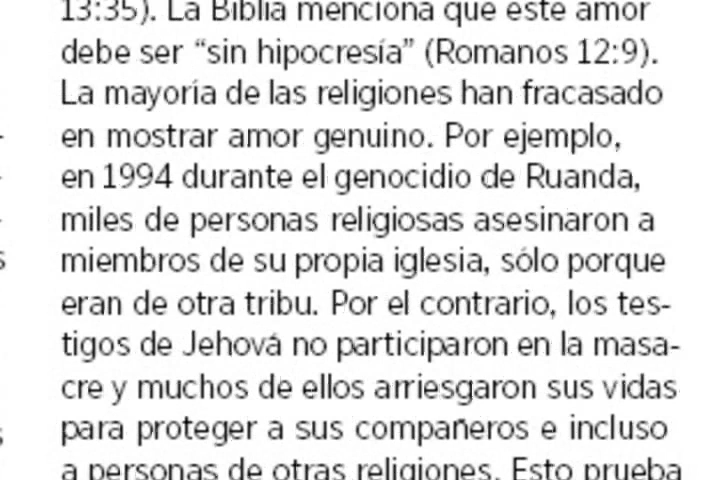 13:35). La Biblia menciona que este amor
debe ser “sin hipocresía” (Romanos 12:9).
La mayoría de las religiones han fracasado
en mostrar amor genuino. Por ejemplo,
en 1994 durante el genocidio de Ruanda,
miles de personas religiosas asesinaron a
miembros de su propia iglesia, sólo porque
eran de otra tribu. Por el contrario, los tes-
tigos de Jehová no participaron en la masa-
cre y muchos de ellos arriesgaron sus vidas
para proteger a sus compañeros e incluso
a personas de otras religiones. Esto prueba